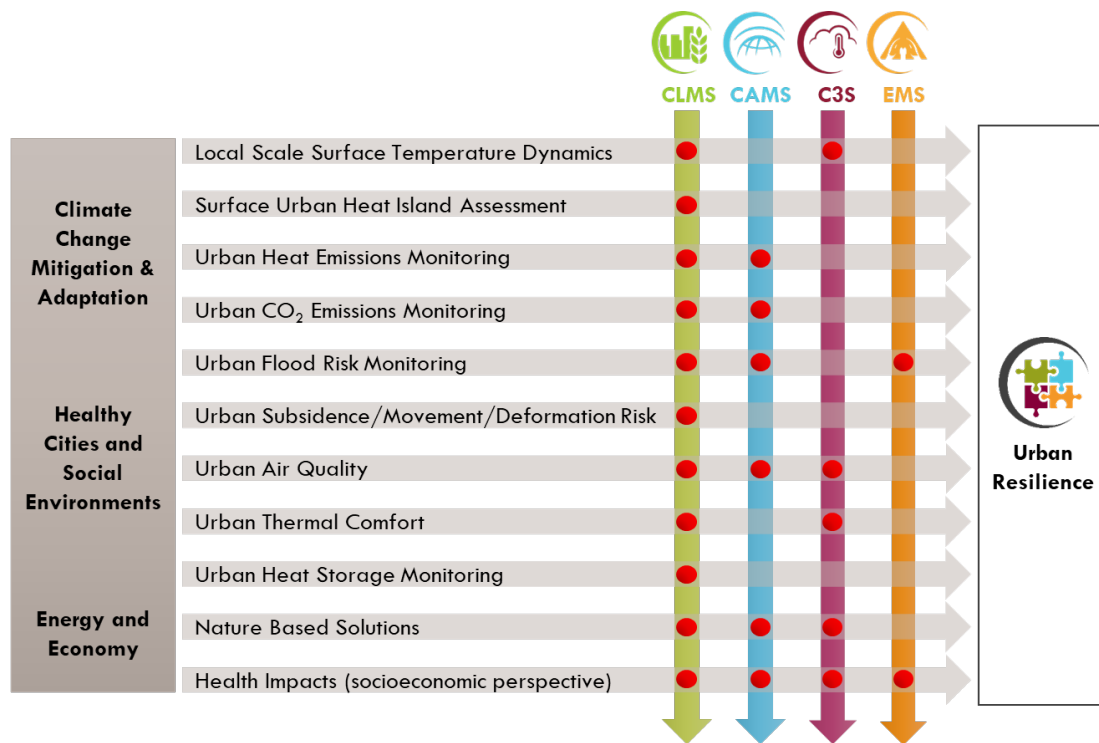 CLMS CAMS C3S EMS
Climate
Change
Mitigation &
Adaptation
Healthy
Cities and
Social
Environments
Energy and
Economy
Local Scale Surface Temperature Dynamics
Surface Urban Heat Island Assessment
Urban Heat Emissions Monitoring
Urban CO₂ Emissions Monitoring
Urban Flood Risk Monitoring
Urban Subsidence/Movement/Deformation Risk
Urban Air Quality
Urban Thermal Comfort
Urban Heat Storage Monitoring
Nature Based Solutions
Health Impacts (socioeconomic perspective)
Urban
Resilience